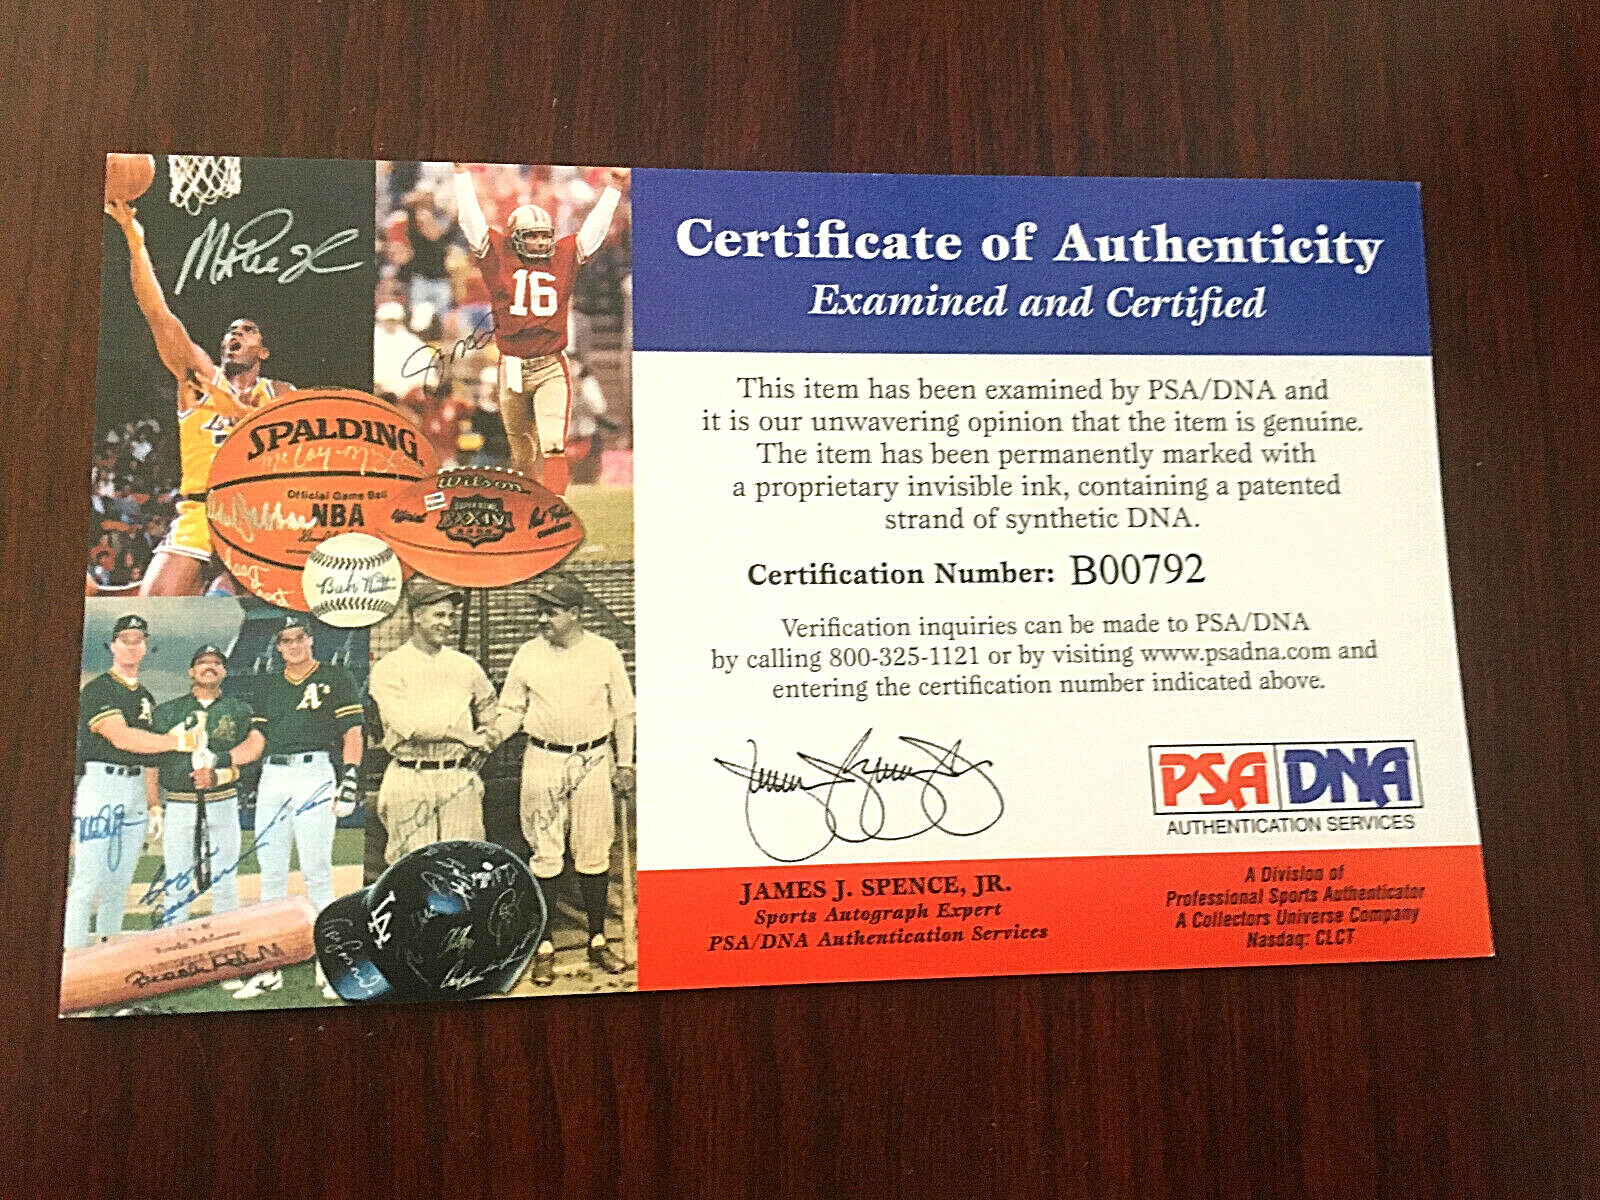 Certificate of Authenticity
Examined and Certified
This item has been examined by PSA/DNA and
it is our unwavering opinion that the item is genuine.
The item has been permanently marked with
a proprietary invisible ink, containing a patented
strand of synthetic DNA.
Certification Number: B00792
Verification inquiries can be made to PSA/DNA
by calling 800-325-1121 or by visiting www.psadna.com and
entering the certification number indicated above.
JAMES J. SPENCE, JR.
Sports Autograph Expert
PSA/DNA Authentication Services
PSA DNA
AUTHENTICATION SERVICES
A Division of
Professional Sports Authenticator
A Collectors Universe Company
Nasdaq: CLCT
16
SPALDING
Official Game Ball
NBA
Wilson
XXXIV
A's
LA